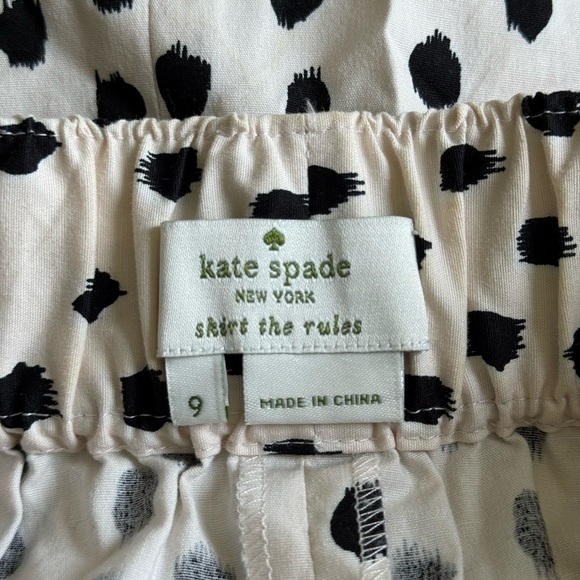 kate spade
NEW YORK
skirt the rules
9
MADE IN CHINA